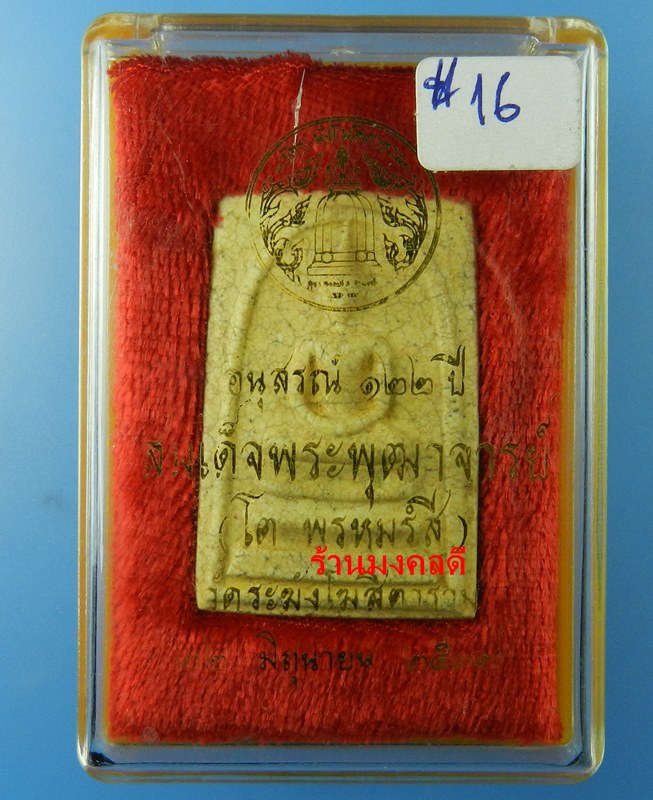 #16
อนุสรณ์ ๑๒๒ ปี
สมเด็จพระพุฒาจารย์
(โต พรหมรํสี)
ร้านมงคลดี
วัดระฆังโฆสิตาราม
๒๒ มิถุนายน